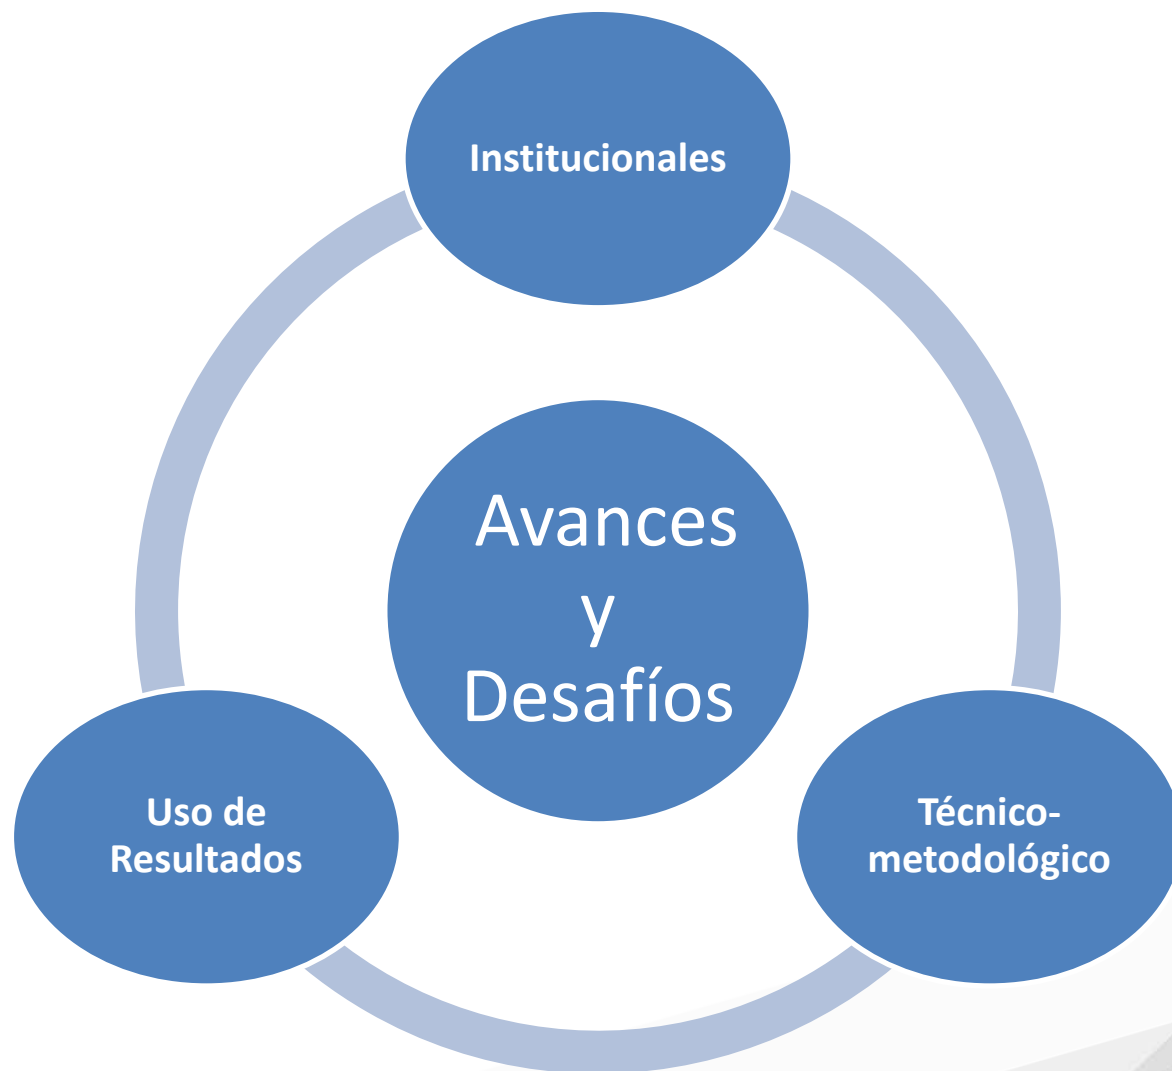 Institucionales
Avances
y
Desafíos
Uso de
Resultados
Técnico-
metodológico